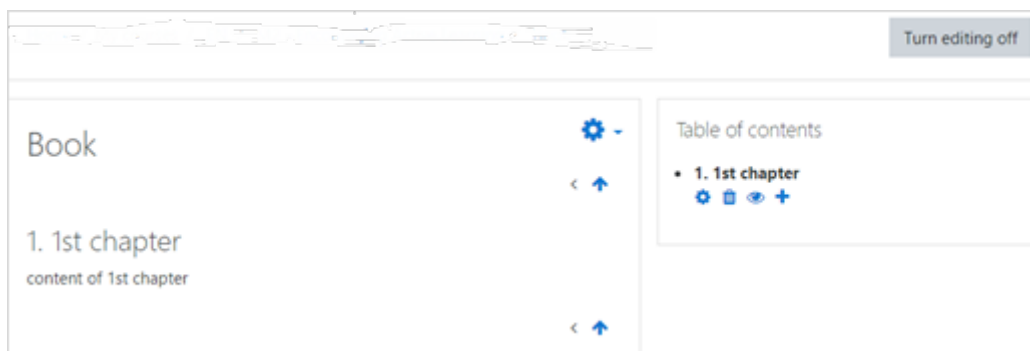 Turn editing off
Book
1. 1st chapter
content of 1st chapter
Table of contents
1. 1st chapter